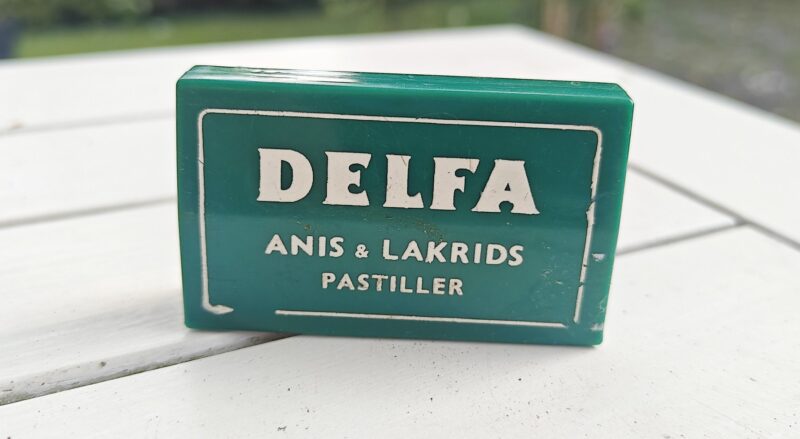 DELFA
ANIS & LAKRIDS
PASTILLER